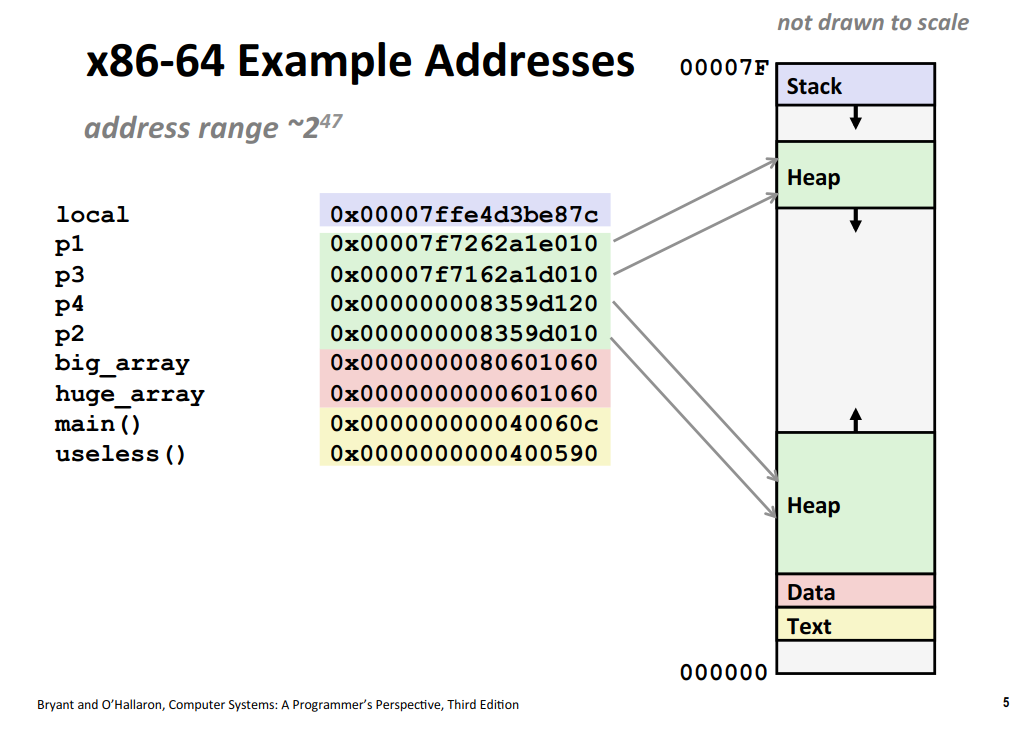 not drawn to scale
x86-64 Example Addresses
00007F
Stack
address range ~2^47
Heap
local 0x00007ffe4d3be87c
p1 0x00007f7262a1e010
p3 0x00007f7162a1d010
p4 0x000000008359d120
p2 0x000000008359d010
big_array 0x0000000080601060
huge_array 0x0000000000601060
main() 0x000000000040060c
useless() 0x0000000000400590
Heap
Data
Text
000000
Bryant and O'Hallaron, Computer Systems: A Programmer's Perspective, Third Edition
5